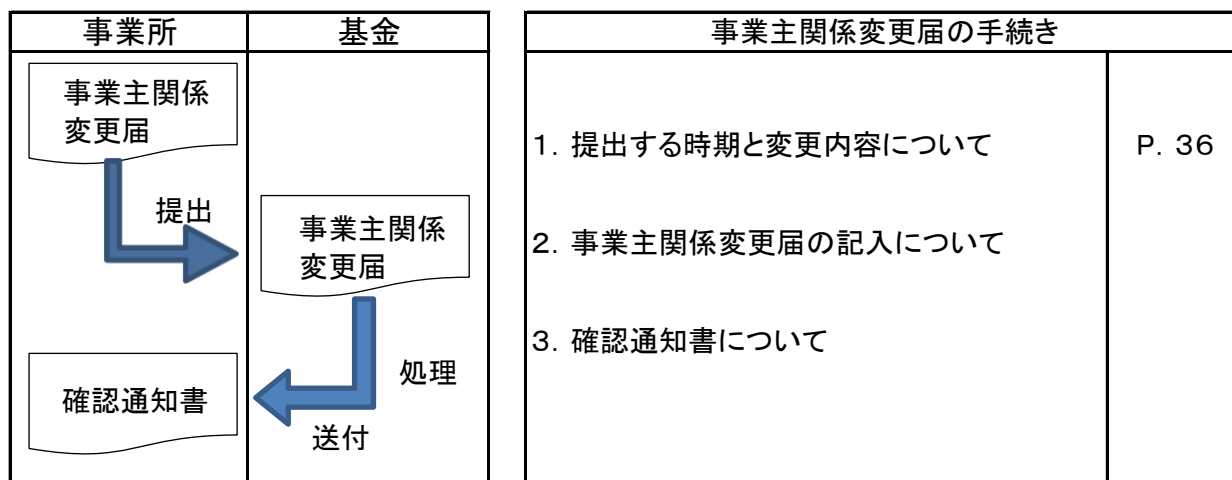 事業所
基金
事業主関係
変更届
提出
事業主関係
変更届
処理
送付
確認通知書
事業主関係変更届の手続き
1. 提出する時期と変更内容について
P. 36
2. 事業主関係変更届の記入について
3. 確認通知書について